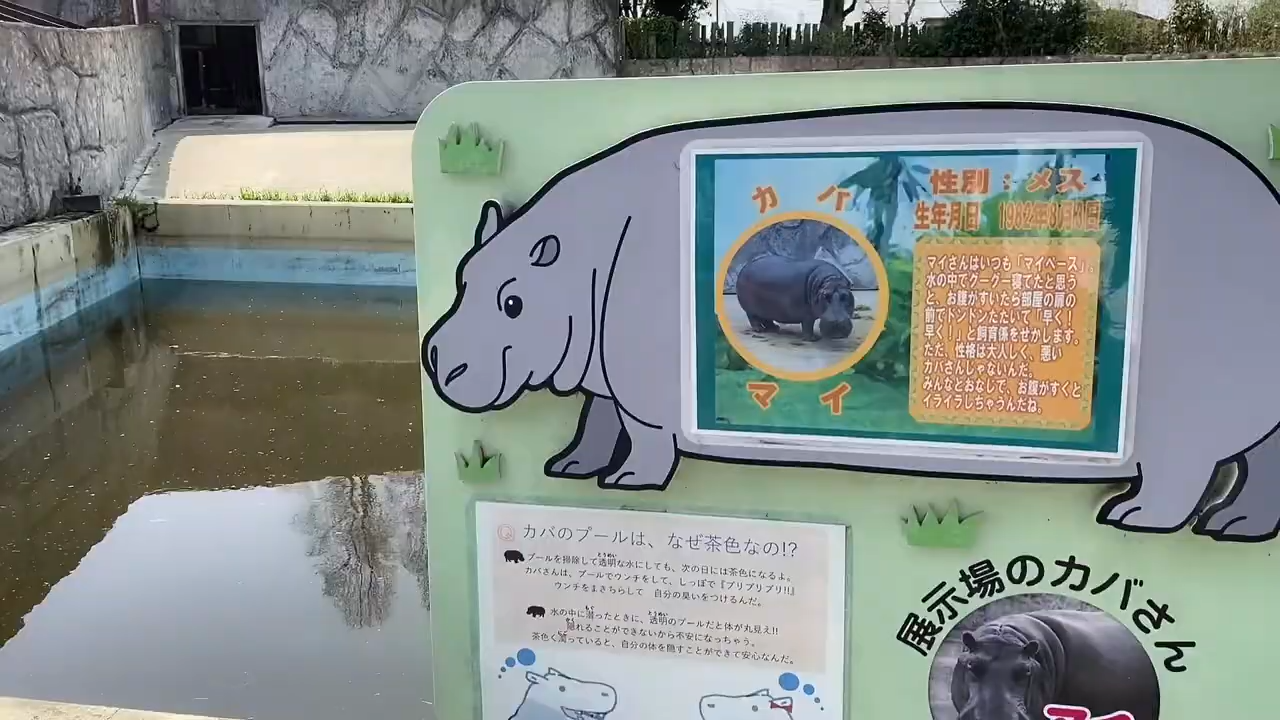 カ　バ
マ　イ
性別：メス
生年月日　1982年8月31日
マイさんはいつも「マイペース」。
水の中でグーグー寝てたと思う
と、お腹がすいたら部屋の扉の
前でドンドンたたいて「早く！
早く！」と飼育係をせかします。
ただ、性格は大人しく、悪い
カバさんじゃないんだ。
みんなとおなじで、お腹がすくと
イライラしちゃうんだね。
Q カバのプールは、なぜ茶色なの!?
プールを掃除して透明な水にしても、次の日には茶色になるよ。
カバさんは、プールでウンチをして、しっぽで『プリプリプリ!!』
ウンチをまきちらして　自分の臭いをつけるんだ。
水の中に潜ったときに、透明のプールだと体が丸見え!!
隠れることができないから不安になっちゃう。
茶色く濁っていると、自分の体を隠すことができて安心なんだ。
展示場のカバさん